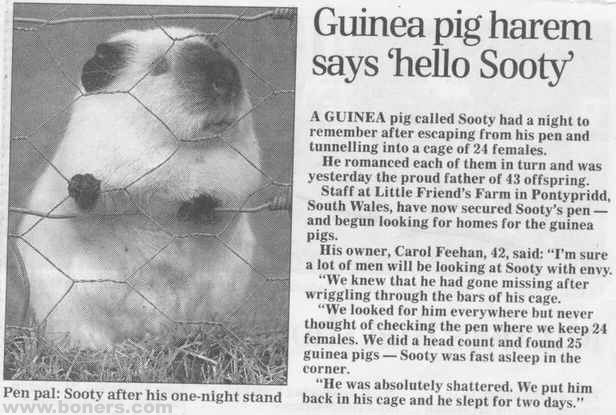 Guinea pig harem
says ‘hello Sooty’
A GUINEA pig called Sooty had a night to
remember after escaping from his pen and
tunnelling into a cage of 24 females.
He romanced each of them in turn and was
yesterday the proud father of 43 offspring.
Staff at Little Friend's Farm in Pontypridd,
South Wales, have now secured Sooty's pen —
and begun looking for homes for the guinea
pigs.
His owner, Carol Feehan, 42, said: “I'm sure
a lot of men will be looking at Sooty with envy.
“We knew that he had gone missing after
wriggling through the bars of his cage.
“We looked for him everywhere but never
thought of checking the pen where we keep 24
females. We did a head count and found 25
guinea pigs — Sooty was fast asleep in the
corner.
“He was absolutely shattered. We put him
back in his cage and he slept for two days.”
Pen pal: Sooty after his one-night stand
www.boners.com